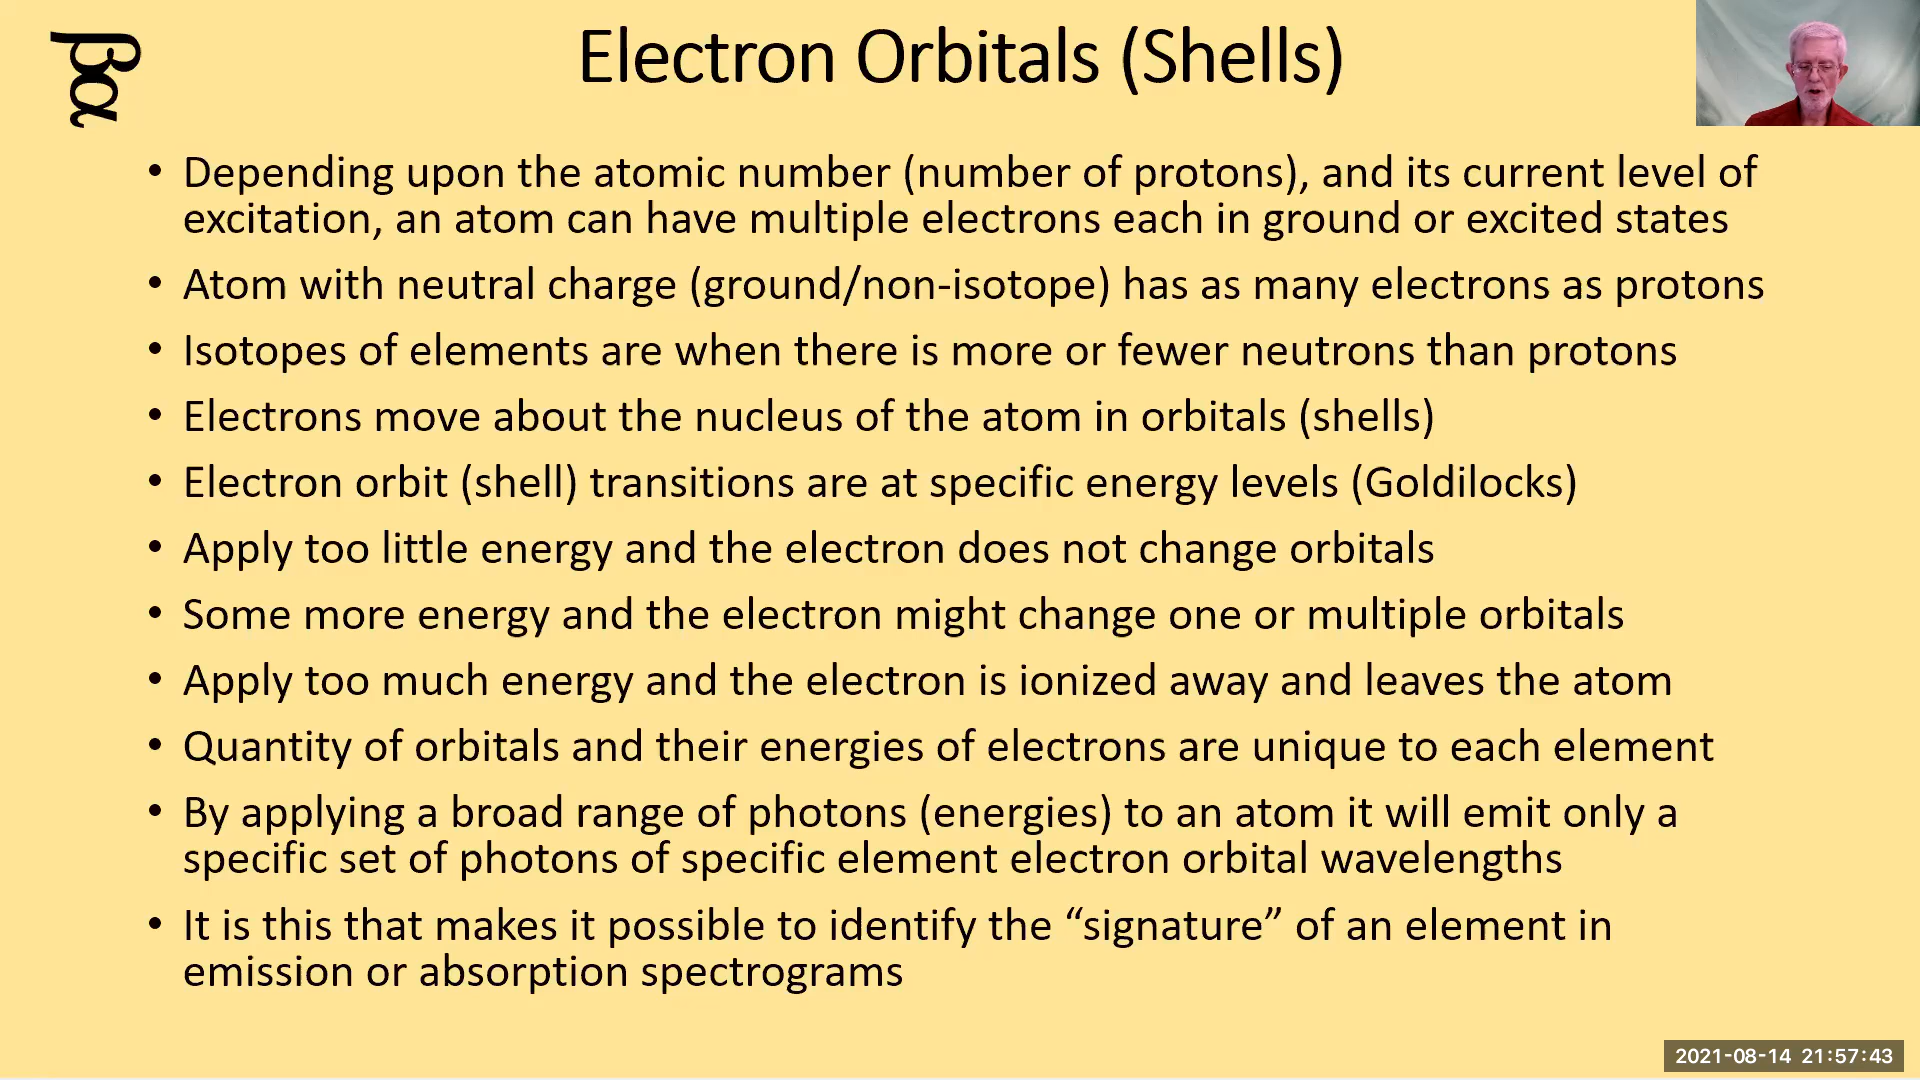 βα
Electron Orbitals (Shells)
• Depending upon the atomic number (number of protons), and its current level of
excitation, an atom can have multiple electrons each in ground or excited states
• Atom with neutral charge (ground/non-isotope) has as many electrons as protons
• Isotopes of elements are when there is more or fewer neutrons than protons
• Electrons move about the nucleus of the atom in orbitals (shells)
• Electron orbit (shell) transitions are at specific energy levels (Goldilocks)
• Apply too little energy and the electron does not change orbitals
• Some more energy and the electron might change one or multiple orbitals
• Apply too much energy and the electron is ionized away and leaves the atom
• Quantity of orbitals and their energies of electrons are unique to each element
• By applying a broad range of photons (energies) to an atom it will emit only a
specific set of photons of specific element electron orbital wavelengths
• It is this that makes it possible to identify the “signature” of an element in
emission or absorption spectrograms
2021-08-14 21:57:43